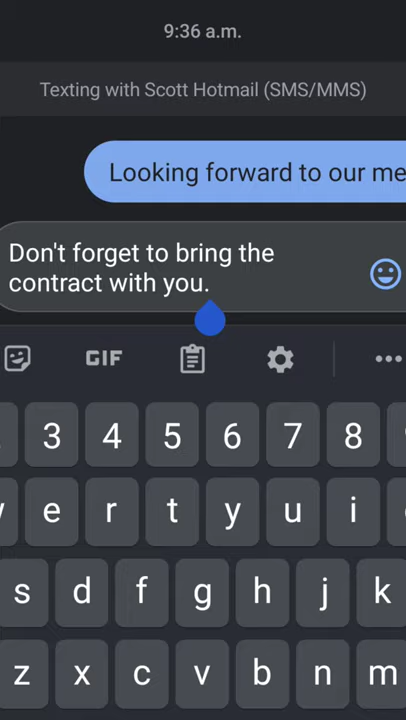 9:36 a.m.
Texting with Scott Hotmail (SMS/MMS)
Looking forward to our me
Don't forget to bring the
contract with you.
GIF
3 4 5 6 7 8
e r t y u i
s d f g h j k
z x c v b n m